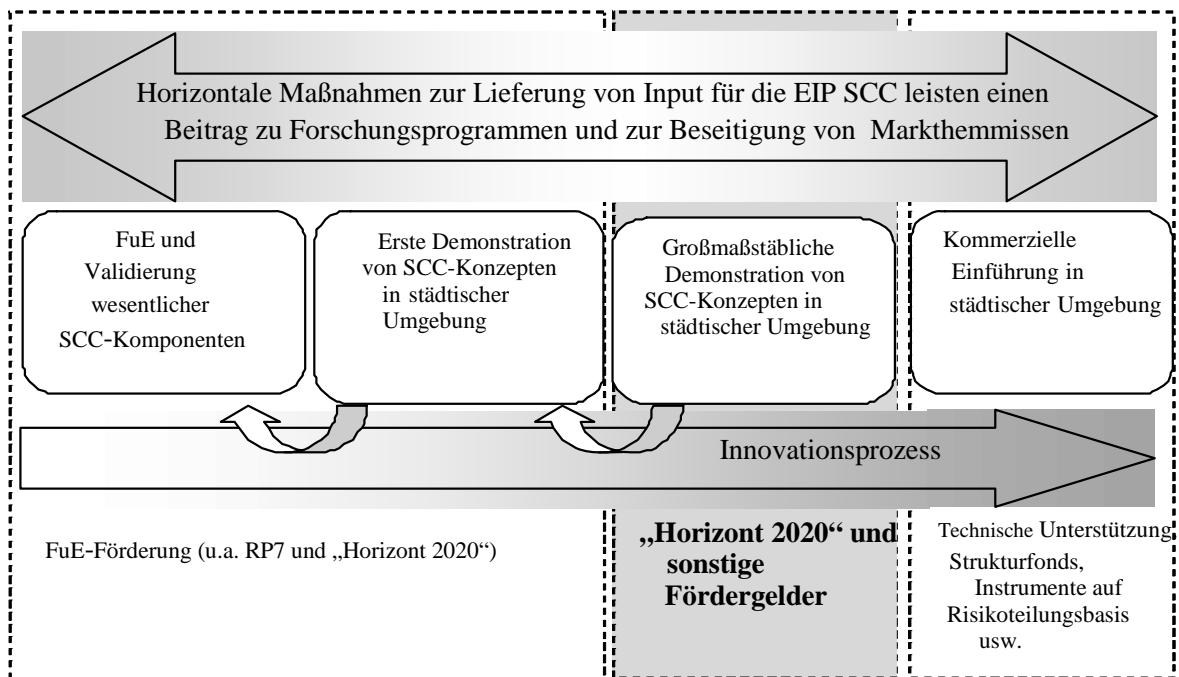 Horizontale Maßnahmen zur Lieferung von Input für die EIP SCC leisten einen
Beitrag zu Forschungsprogrammen und zur Beseitigung von Markthemmissen
FuE und
Validierung
wesentlicher
SCC-Komponenten
Erste Demonstration
von SCC-Konzepten
in städtischer
Umgebung
Großmaßstäbliche
Demonstration von
SCC-Konzepten in
städtischer Umgebung
Kommerzielle
Einführung in
städtischer Umgebung
Innovationsprozess
FuE-Förderung (u.a. RP7 und „Horizont 2020“)
„Horizont 2020“ und
sonstige
Fördergelder
Technische Unterstützung,
Strukturfonds,
Instrumente auf
Risikoteilungsbasis
usw.